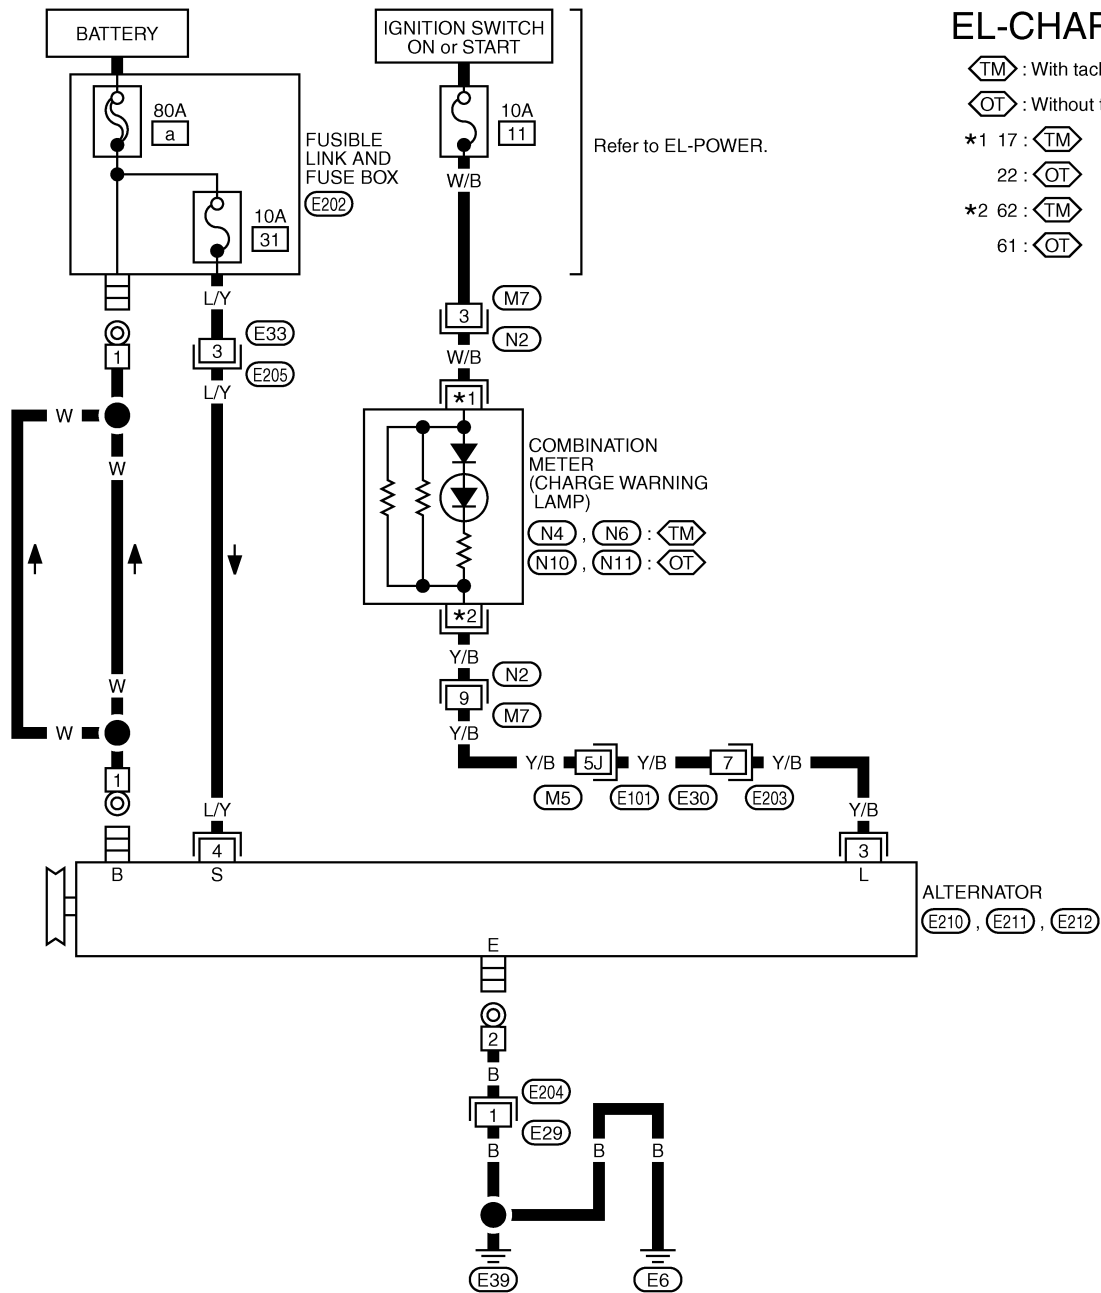 BATTERY
IGNITION SWITCH
ON or START
EL-CHAR
TM : With tach
OT : Without t
*1 17 : TM
22 : OT
*2 62 : TM
61 : OT
80A
a
10A
11
FUSIBLE
LINK AND
FUSE BOX
E202
Refer to EL-POWER.
W/B
10A
31
L/Y
3
M7
N2
1
3
E33
E205
W/B
L/Y
*1
W
W
COMBINATION
METER
(CHARGE WARNING
LAMP)
N4 , N6 : TM
N10 , N11 : OT
*2
Y/B
N2
W
9
M7
W
Y/B
1
Y/B
5J
Y/B
7
Y/B
M5
E101
E30
E203
L/Y
Y/B
4
3
B
S
L
ALTERNATOR
E210 , E211 , E212
E
2
B
E204
1
E29
B
B
B
E39
E6